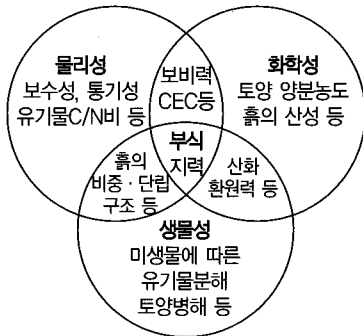 물리성
보수성, 통기성
유기물C/N비 등
보비력
CEC등
화학성
토양 양분농도
흙의 산성 등
부식
지력
흙의
비중·단립
구조 등
산화
환원력 등
생물성
미생물에 따른
유기물분해
토양병해 등